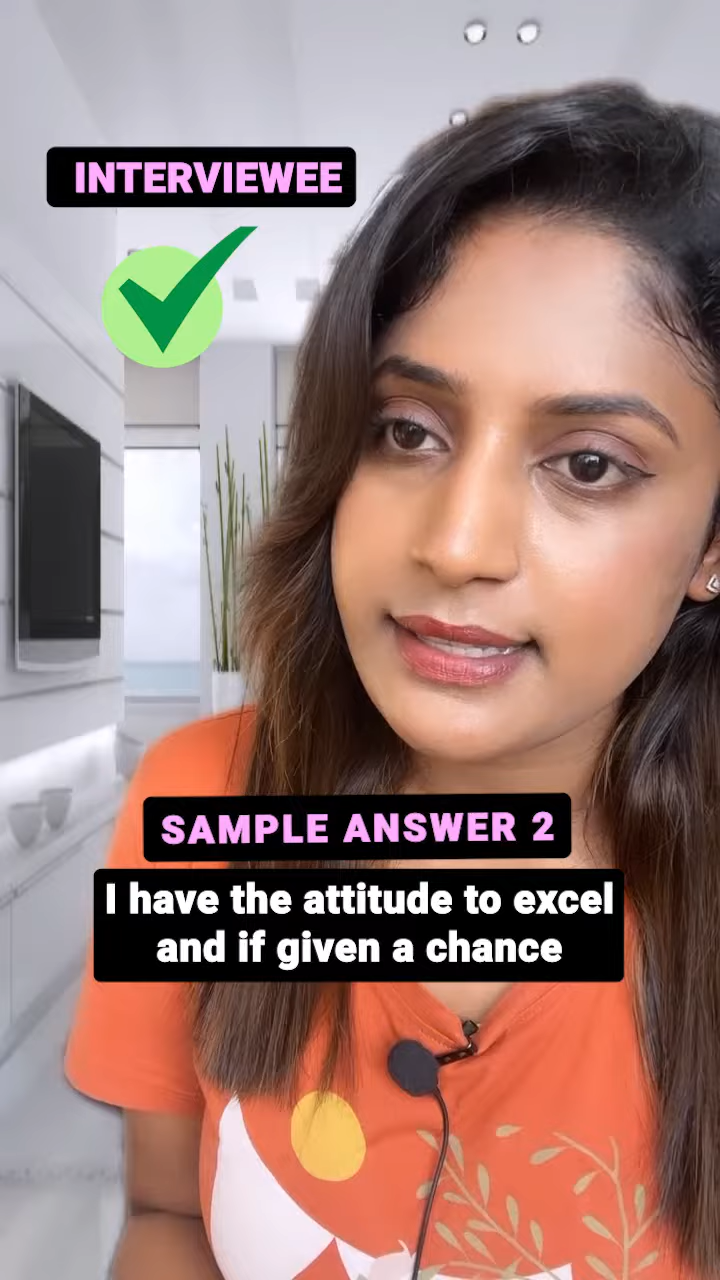 INTERVIEWEE
SAMPLE ANSWER 2
I have the attitude to excel
and if given a chance